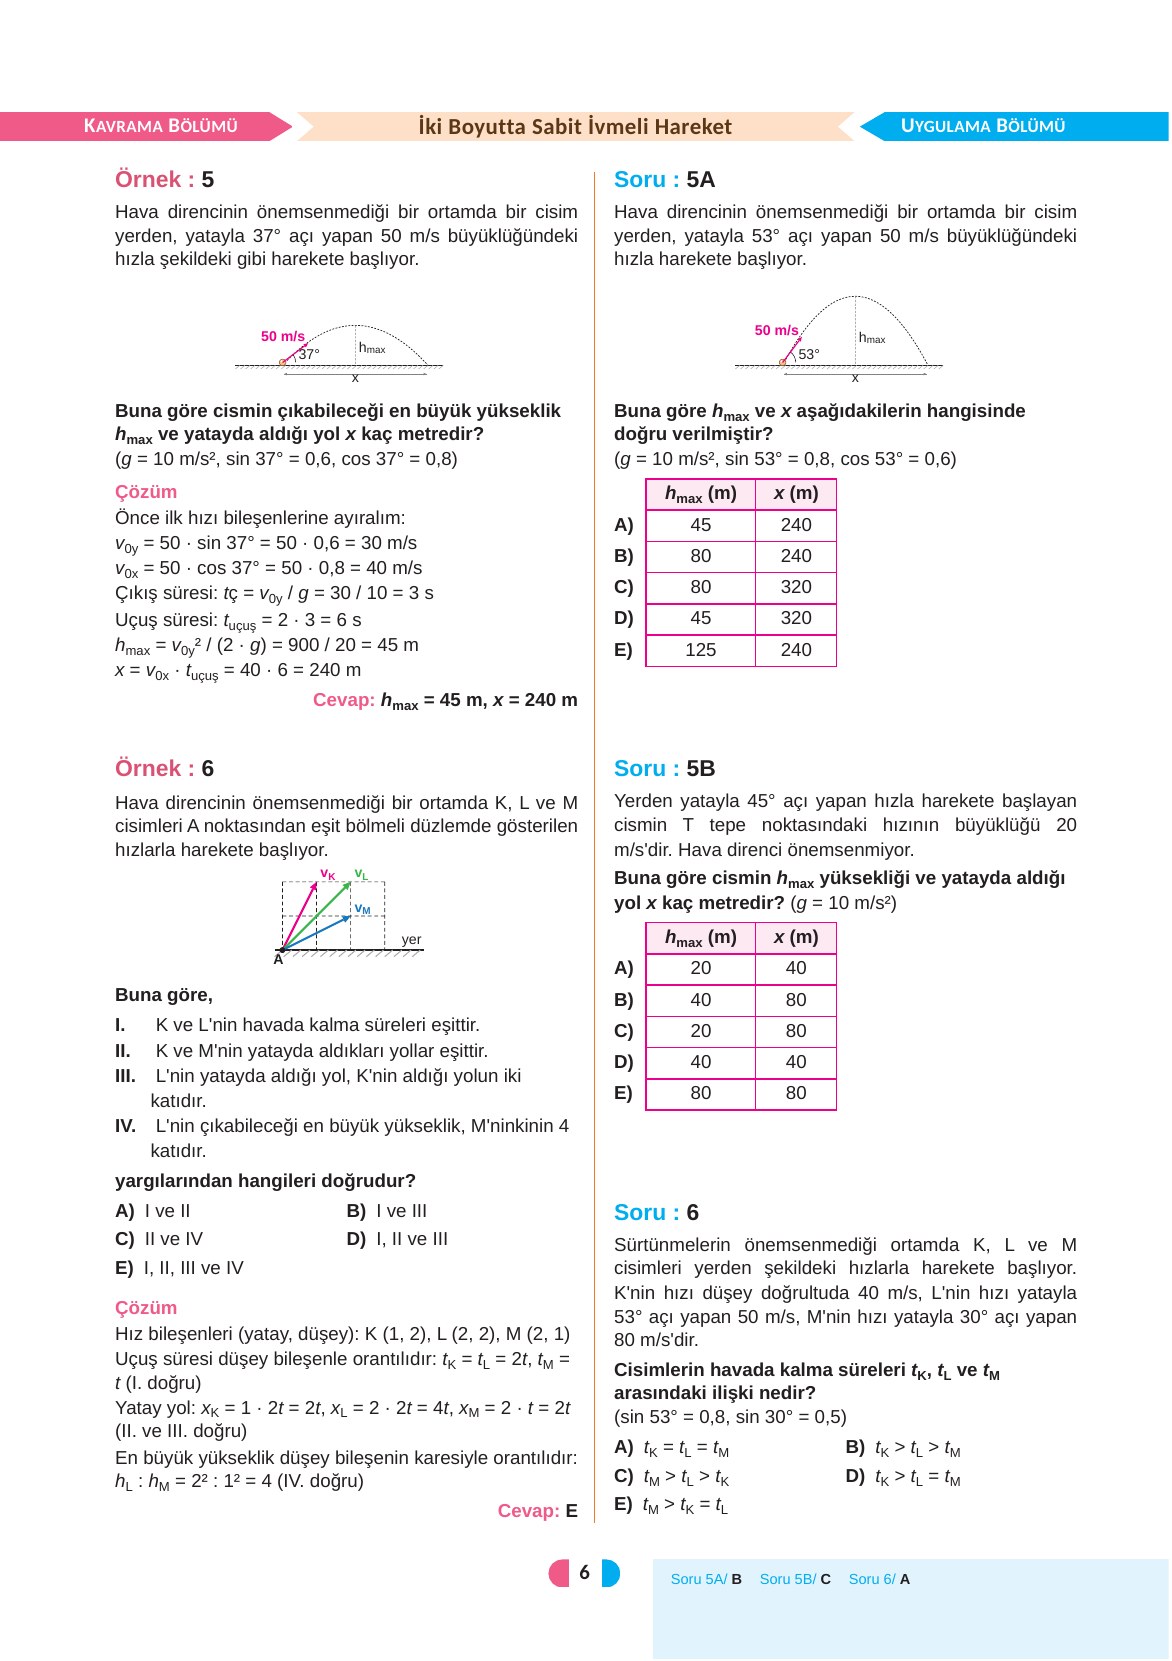 KAVRAMA BÖLÜMÜ
İki Boyutta Sabit İvmeli Hareket
UYGULAMA BÖLÜMÜ
Örnek : 5
Hava direncinin önemsenmediği bir ortamda bir cisim
yerden, yatayla 37° açı yapan 50 m/s büyüklüğündeki
hızla şekildeki gibi harekete başlıyor.
50 m/s
37°
hmax
x
Buna göre cismin çıkabileceği en büyük yükseklik
hmax ve yatayda aldığı yol x kaç metredir?
(g = 10 m/s², sin 37° = 0,6, cos 37° = 0,8)
Çözüm
Önce ilk hızı bileşenlerine ayıralım:
v0y = 50 · sin 37° = 50 · 0,6 = 30 m/s
v0x = 50 · cos 37° = 50 · 0,8 = 40 m/s
Çıkış süresi: tç = v0y / g = 30 / 10 = 3 s
Uçuş süresi: tuçuş = 2 · 3 = 6 s
hmax = v0y² / (2 · g) = 900 / 20 = 45 m
x = v0x · tuçuş = 40 · 6 = 240 m
Cevap: hmax = 45 m, x = 240 m
Örnek : 6
Hava direncinin önemsenmediği bir ortamda K, L ve M
cisimleri A noktasından eşit bölmeli düzlemde gösterilen
hızlarla harekete başlıyor.
vK
vL
vM
yer
A
Buna göre,
I. K ve L'nin havada kalma süreleri eşittir.
II. K ve M'nin yatayda aldıkları yollar eşittir.
III. L'nin yatayda aldığı yol, K'nin aldığı yolun iki
katıdır.
IV. L'nin çıkabileceği en büyük yükseklik, M'ninkinin 4
katıdır.
yargılarından hangileri doğrudur?
A) I ve II B) I ve III
C) II ve IV D) I, II ve III
E) I, II, III ve IV
Çözüm
Hız bileşenleri (yatay, düşey): K (1, 2), L (2, 2), M (2, 1)
Uçuş süresi düşey bileşenle orantılıdır: tK = tL = 2t, tM =
t (I. doğru)
Yatay yol: xK = 1 · 2t = 2t, xL = 2 · 2t = 4t, xM = 2 · t = 2t
(II. ve III. doğru)
En büyük yükseklik düşey bileşenin karesiyle orantılıdır:
hL : hM = 2² : 1² = 4 (IV. doğru)
Cevap: E
Soru : 5A
Hava direncinin önemsenmediği bir ortamda bir cisim
yerden, yatayla 53° açı yapan 50 m/s büyüklüğündeki
hızla harekete başlıyor.
50 m/s
53°
hmax
x
Buna göre hmax ve x aşağıdakilerin hangisinde
doğru verilmiştir?
(g = 10 m/s², sin 53° = 0,8, cos 53° = 0,6)
hmax (m) x (m)
A) 45 240
B) 80 240
C) 80 320
D) 45 320
E) 125 240
Soru : 5B
Yerden yatayla 45° açı yapan hızla harekete başlayan
cismin T tepe noktasındaki hızının büyüklüğü 20
m/s'dir. Hava direnci önemsenmiyor.
Buna göre cismin hmax yüksekliği ve yatayda aldığı
yol x kaç metredir? (g = 10 m/s²)
hmax (m) x (m)
A) 20 40
B) 40 80
C) 20 80
D) 40 40
E) 80 80
Soru : 6
Sürtünmelerin önemsenmediği ortamda K, L ve M
cisimleri yerden şekildeki hızlarla harekete başlıyor.
K'nin hızı düşey doğrultuda 40 m/s, L'nin hızı yatayla
53° açı yapan 50 m/s, M'nin hızı yatayla 30° açı yapan
80 m/s'dir.
Cisimlerin havada kalma süreleri tK, tL ve tM
arasındaki ilişki nedir?
(sin 53° = 0,8, sin 30° = 0,5)
A) tK = tL = tM B) tK > tL > tM
C) tM > tL > tK D) tK > tL = tM
E) tM > tK = tL
6
Soru 5A/ B Soru 5B/ C Soru 6/ A